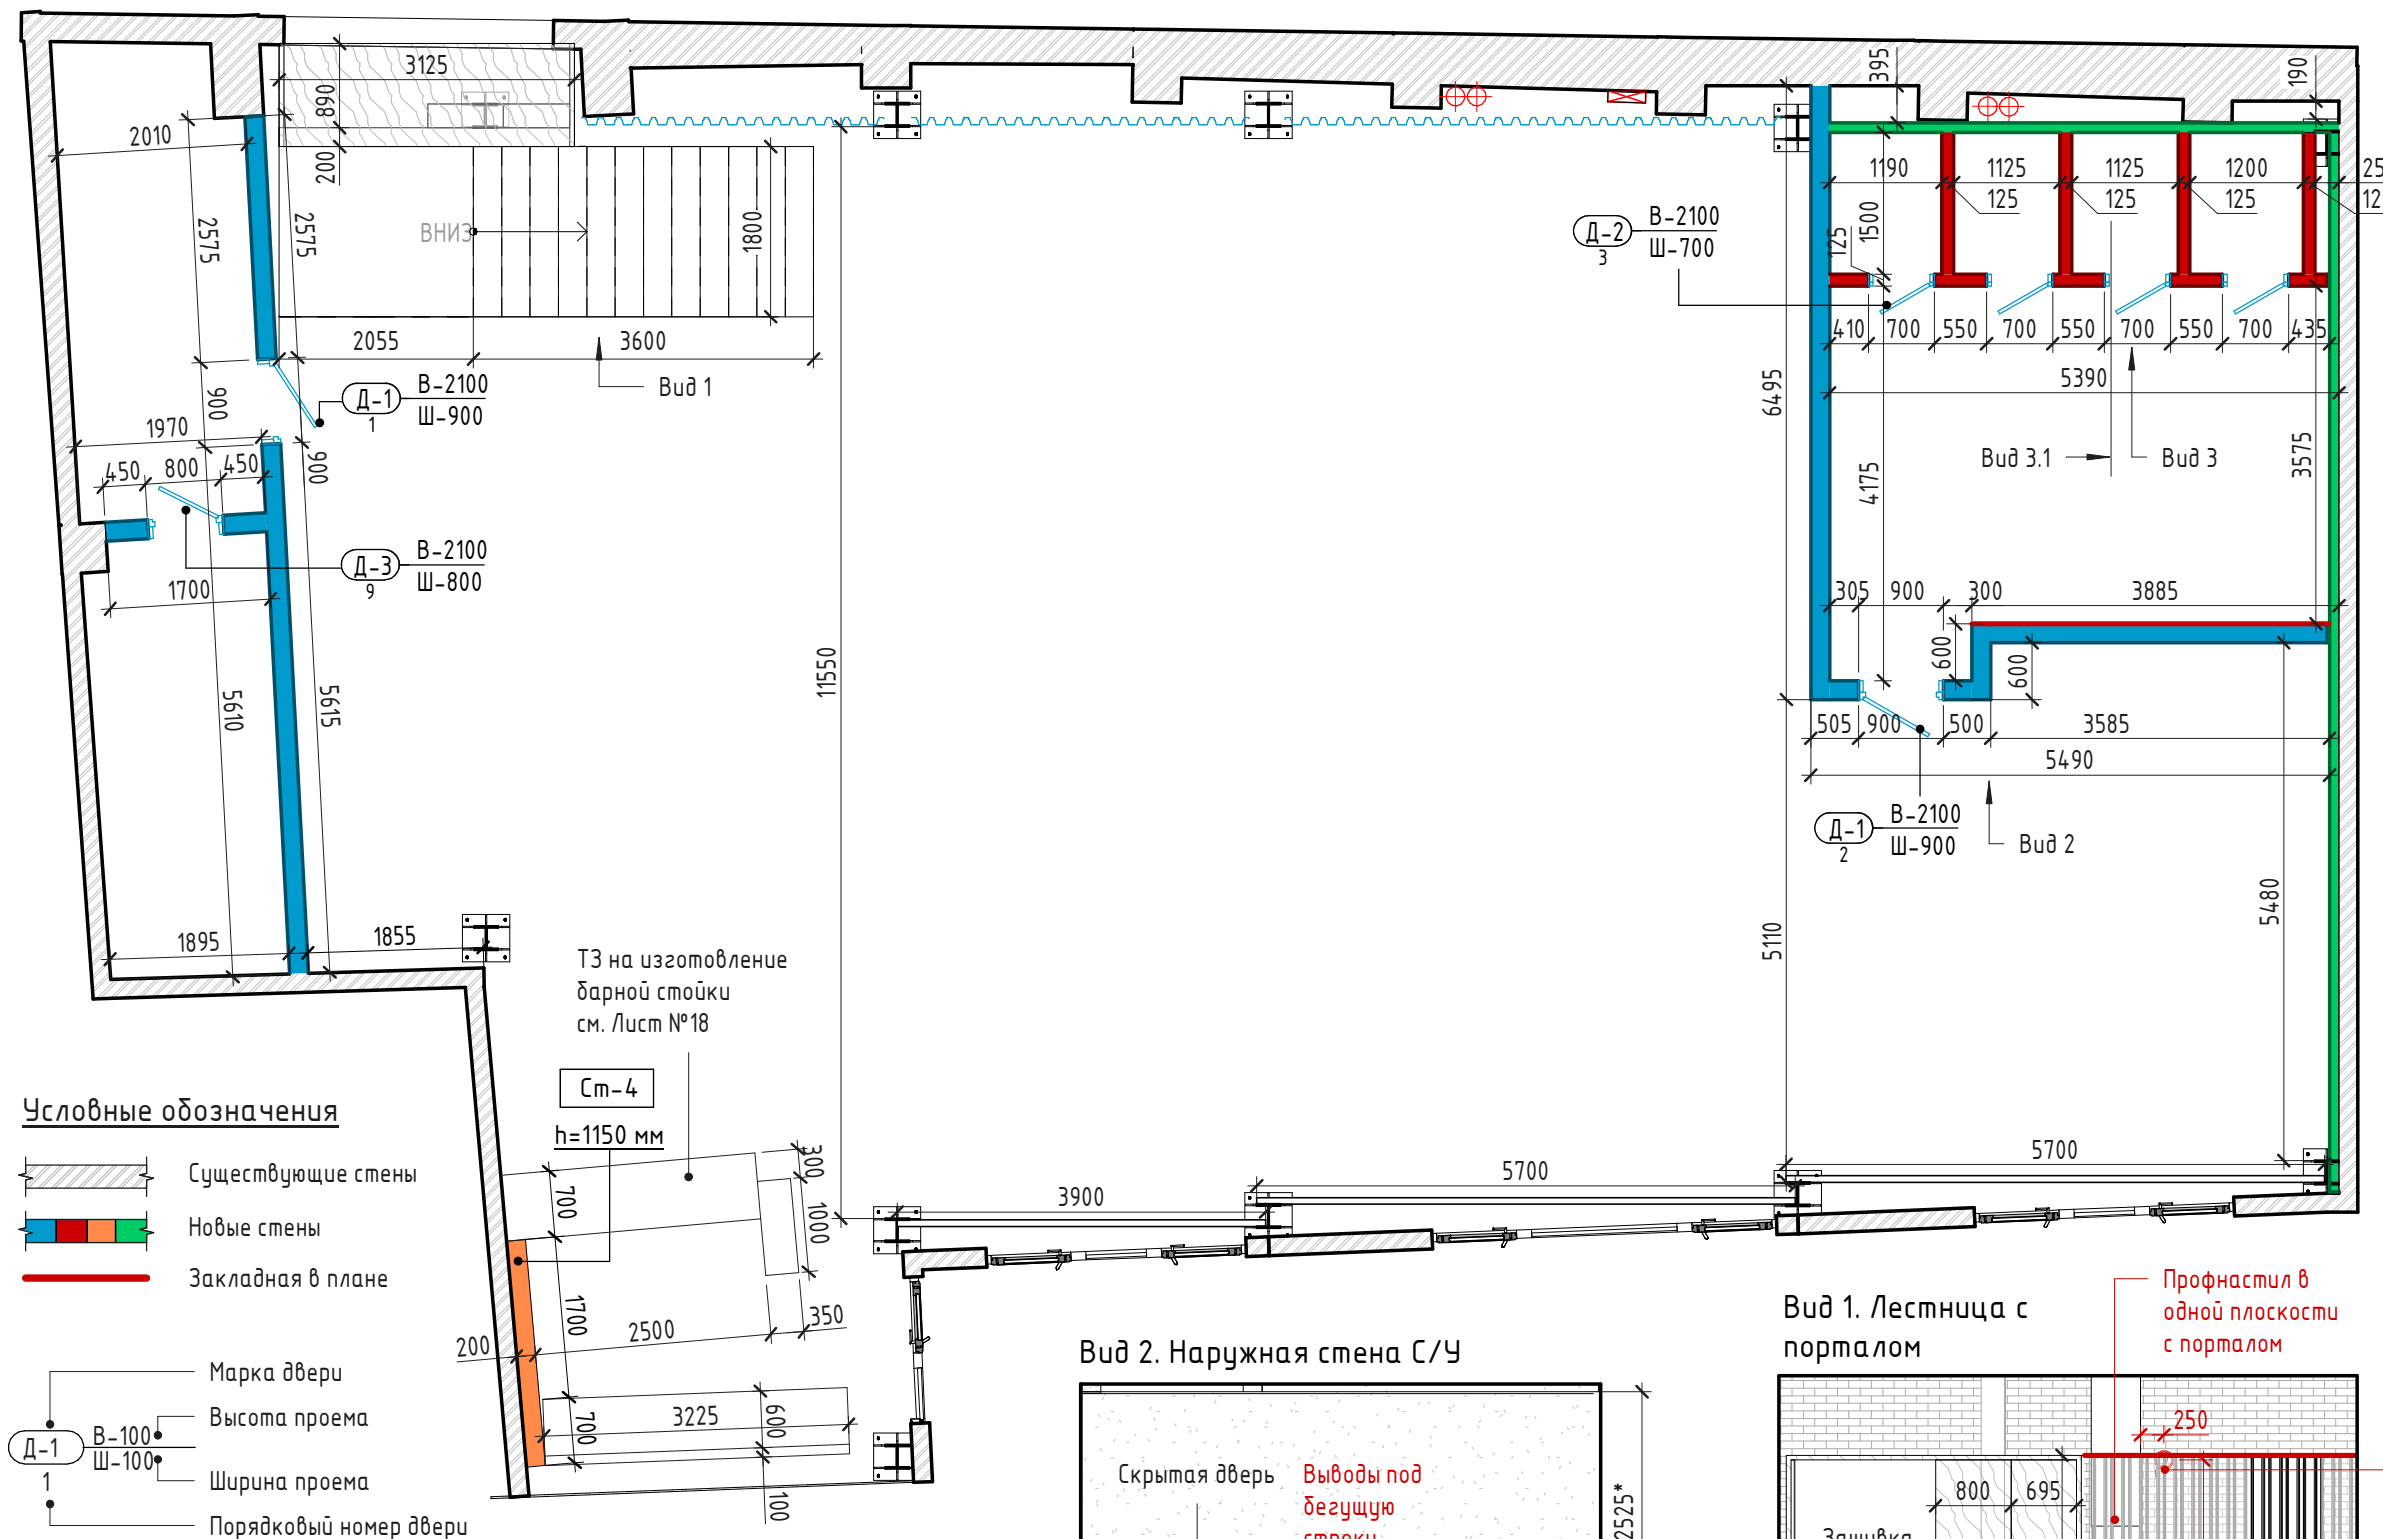 3125
890
200
2010
2575
2575
ВНИЗ
1800
2055
3600
Вид 1
900
900
Д-1
1
В-2100
Ш-900
1970
450
800
450
Д-3
9
В-2100
Ш-800
1700
5610
5615
1895
1855
11550
395
190
1190
1125
1125
1200
125
125
125
125
1500
Д-2
3
В-2100
Ш-700
410
700
550
700
550
700
550
700
435
5390
6495
4175
3575
Вид 3.1
Вид 3
305
900
300
3885
600
600
505
900
500
3585
5490
Д-1
2
В-2100
Ш-900
Вид 2
5110
5480
5700
5700
3900
ТЗ на изготовление
барной стойки
см. Лист №18
Ст-4
h=1150 мм
700
300
1000
1700
200
2500
350
700
3225
600
100
Условные обозначения
Существующие стены
Новые стены
Закладная в плане
Марка двери
Высота проема
Д-1
1
В-100
Ш-100
Ширина проема
Порядковый номер двери
Вид 2. Наружная стена С/У
Скрытая дверь
Выводы под
бегущую
строку
2525*
Вид 1. Лестница с
порталом
Профнастил в
одной плоскости
с порталом
250
800
695
Зашивка